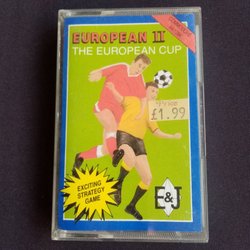 EUROPEAN II
THE EUROPEAN CUP
£1.99
EXCITING
STRATEGY
GAME
E&J